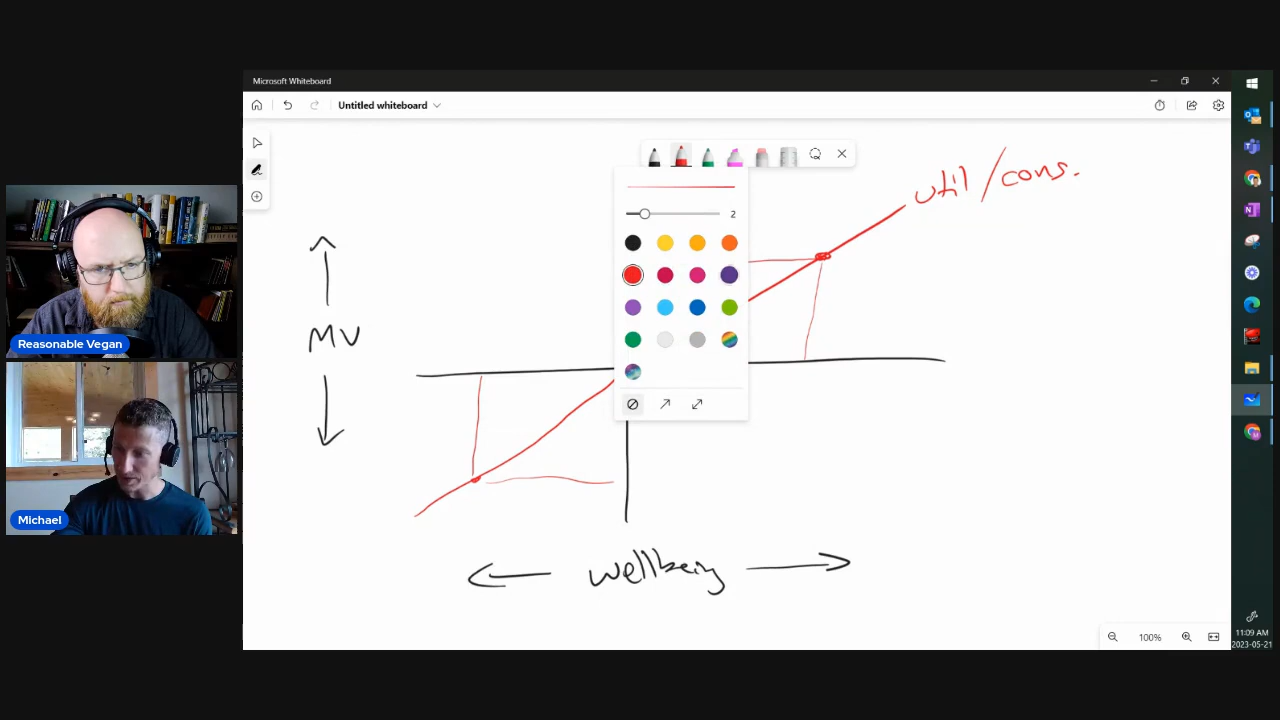 Microsoft Whiteboard
Untitled whiteboard
util/cons.
2
Reasonable Vegan
MV
Michael
wellbeing
100%
11:09 AM
2023-05-21